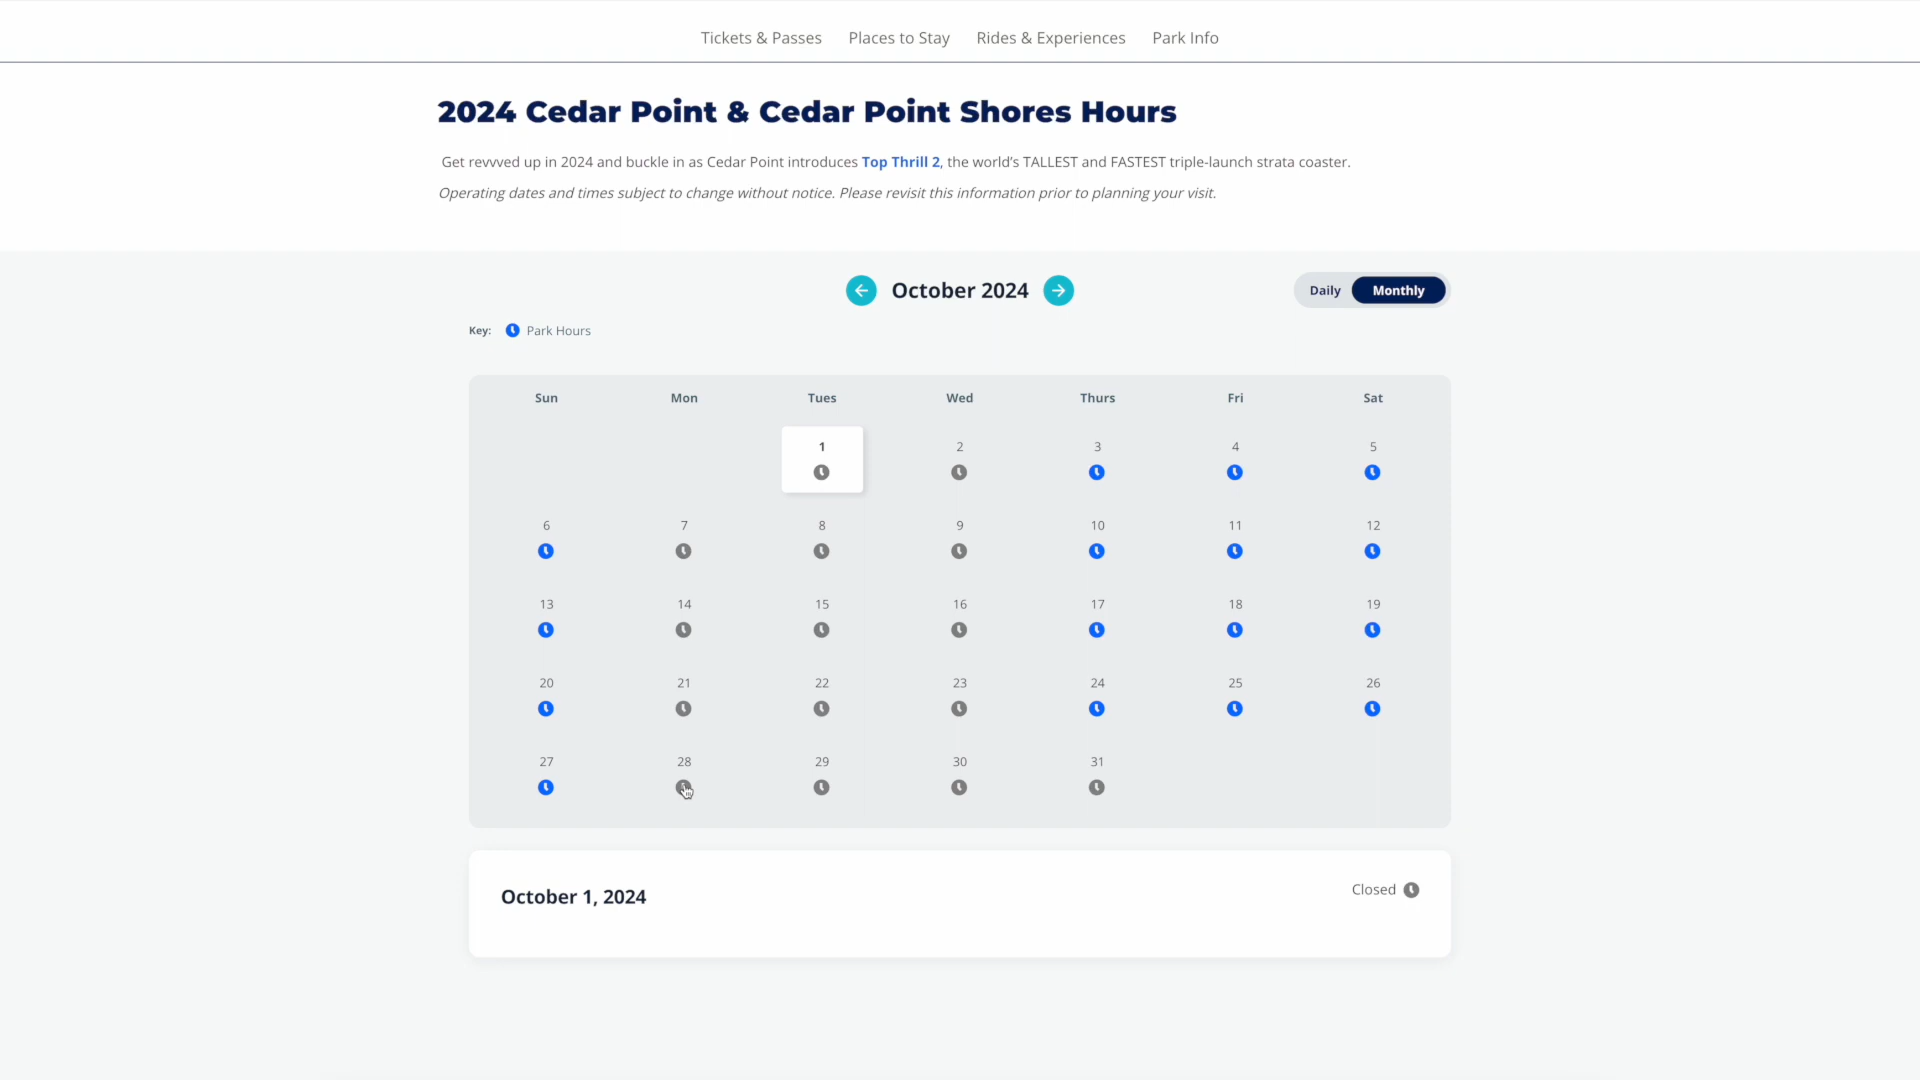 Tickets & Passes Places to Stay Rides & Experiences Park Info
2024 Cedar Point & Cedar Point Shores Hours
Get revvved up in 2024 and buckle in as Cedar Point introduces Top Thrill 2, the world's TALLEST and FASTEST triple-launch strata coaster.
Operating dates and times subject to change without notice. Please revisit this information prior to planning your visit.
October 2024
Daily Monthly
Key: Park Hours
Sun Mon Tues Wed Thurs Fri Sat
1 2 3 4 5
6 7 8 9 10 11 12
13 14 15 16 17 18 19
20 21 22 23 24 25 26
27 28 29 30 31
October 1, 2024
Closed